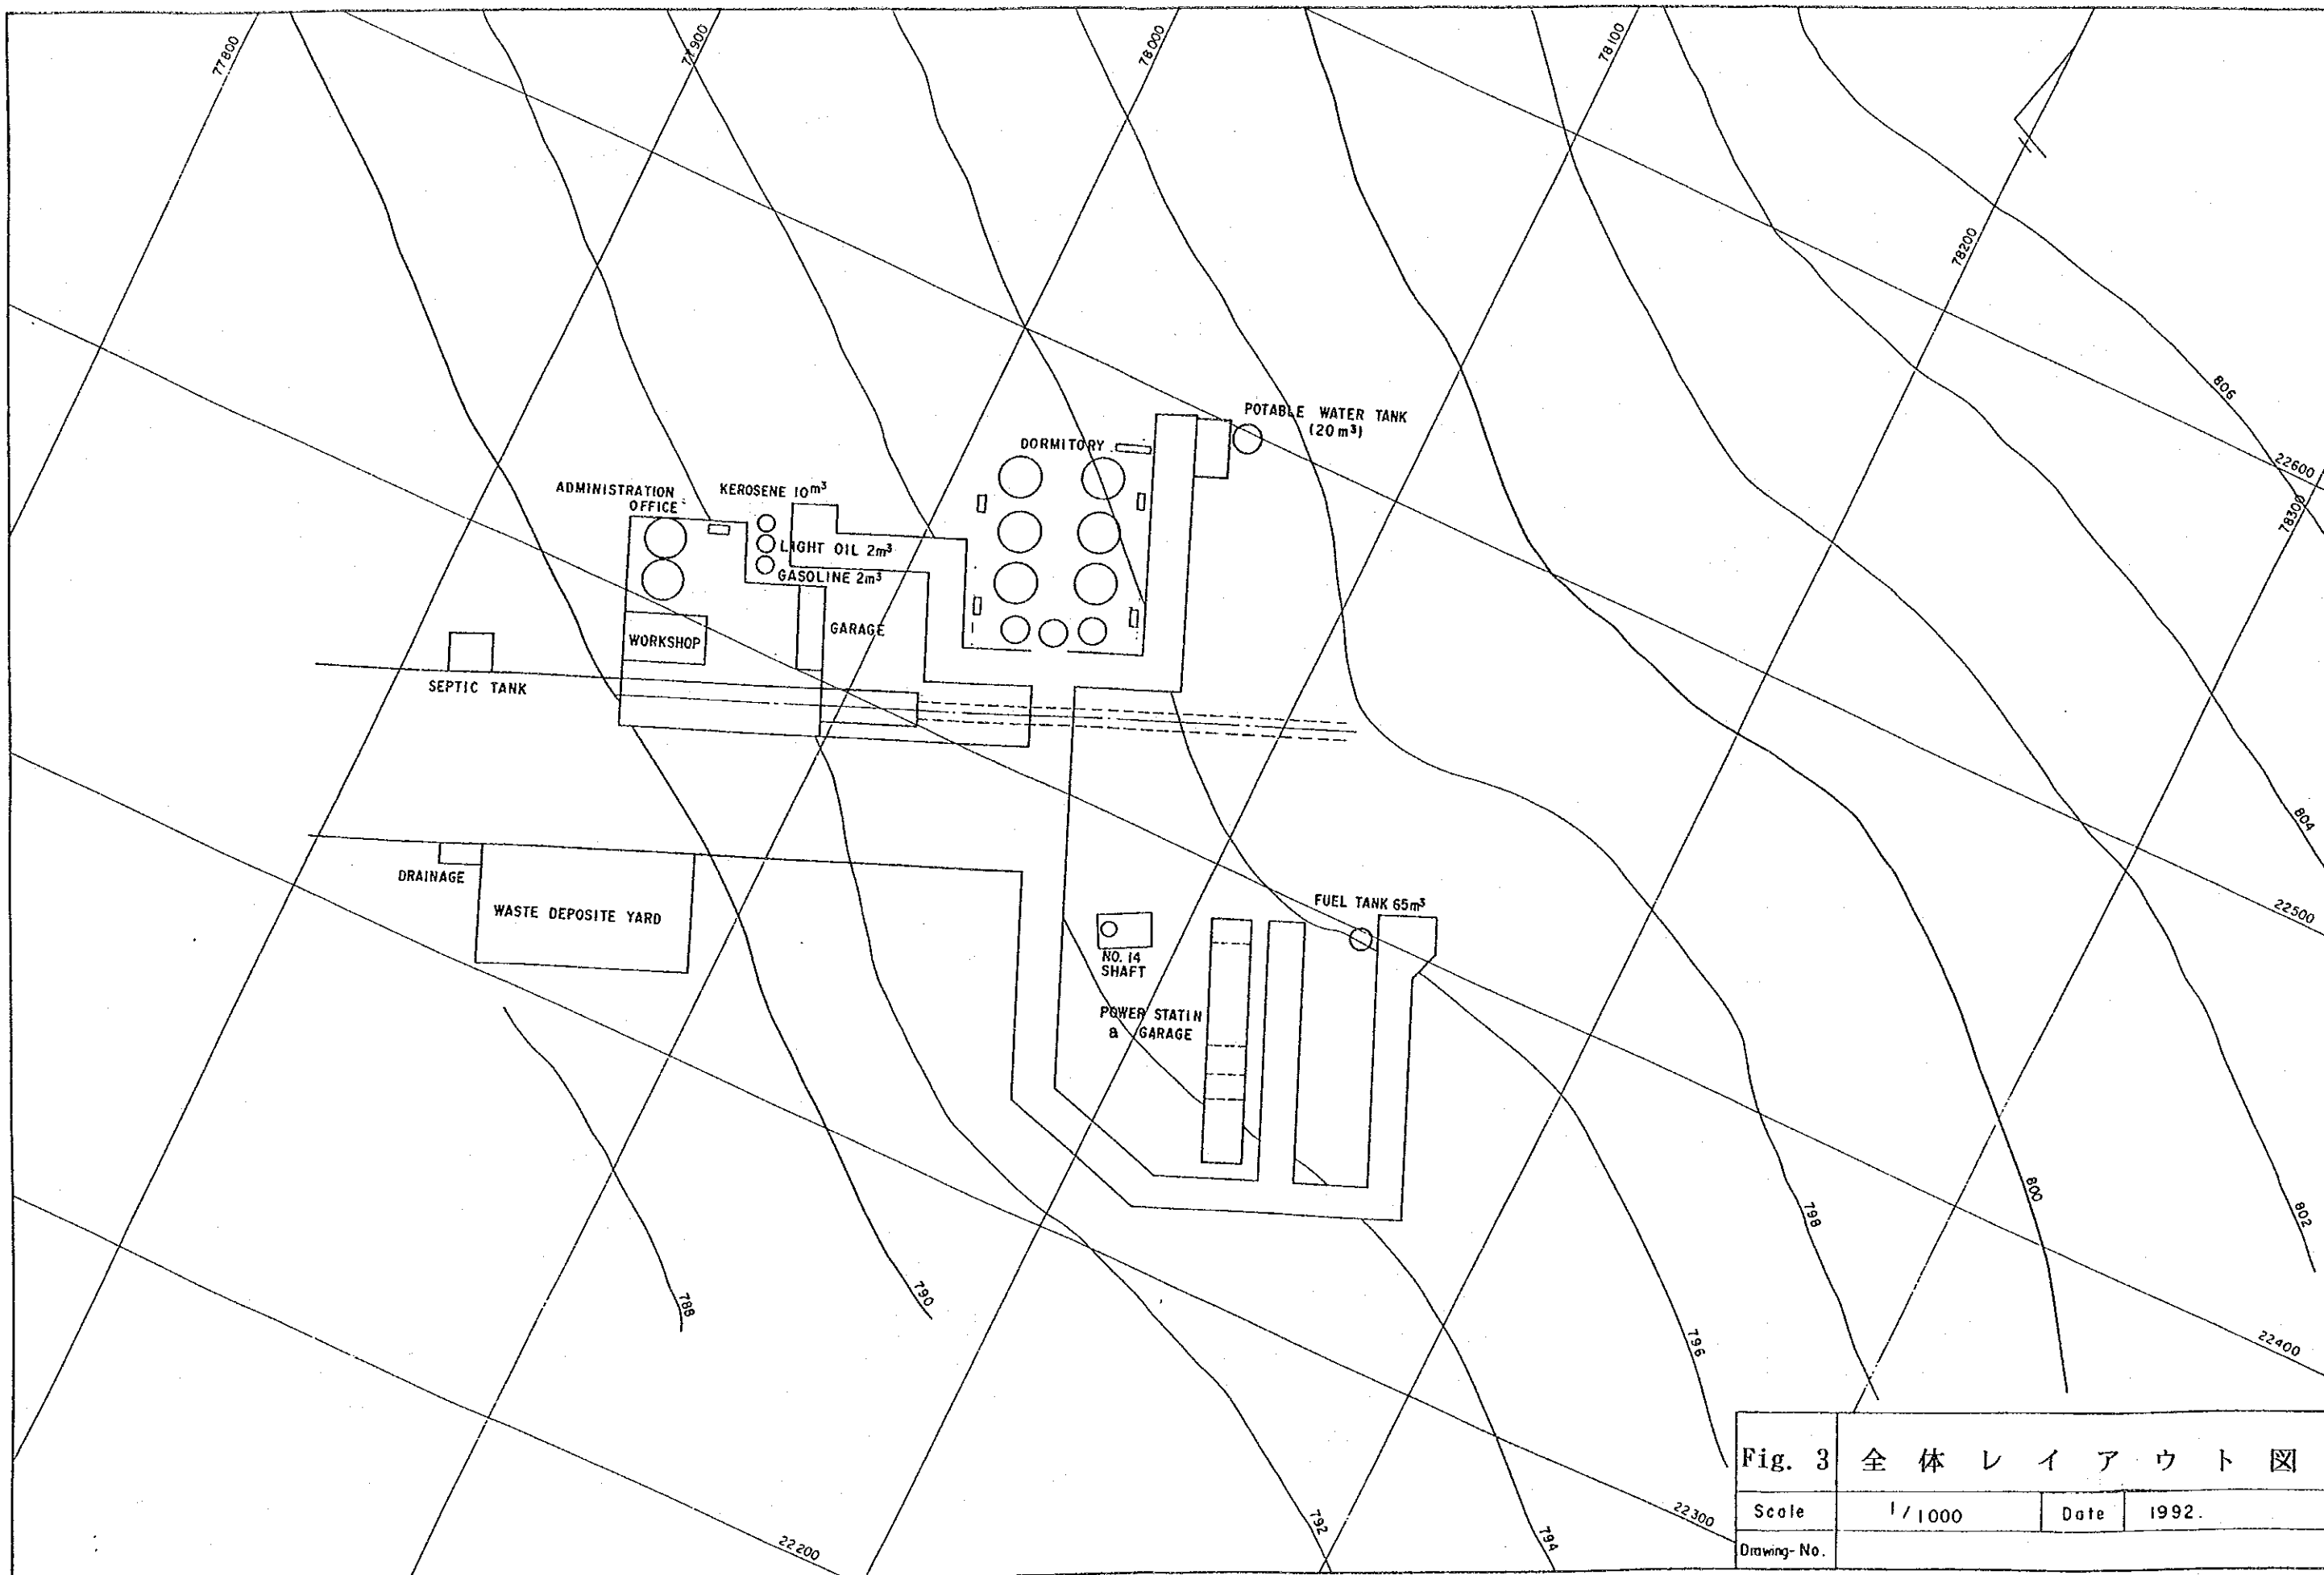 77800
77900
78000
78100
78200
806
22600
78300
POTABLE WATER TANK
(20 m³)
DORMITORY
ADMINISTRATION
OFFICE
KEROSENE 10m³
LIGHT OIL 2m³
GASOLINE 2m³
GARAGE
WORKSHOP
SEPTIC TANK
804
DRAINAGE
WASTE DEPOSITE YARD
FUEL TANK 65m³
22500
NO. 14
SHAFT
POWER STATIN
a GARAGE
800
798
802
788
790
796
22400
792
794
22300
22200
Fig. 3 全体レイアウト図
Scale 1/1000 Date 1992.
Drawing-No.